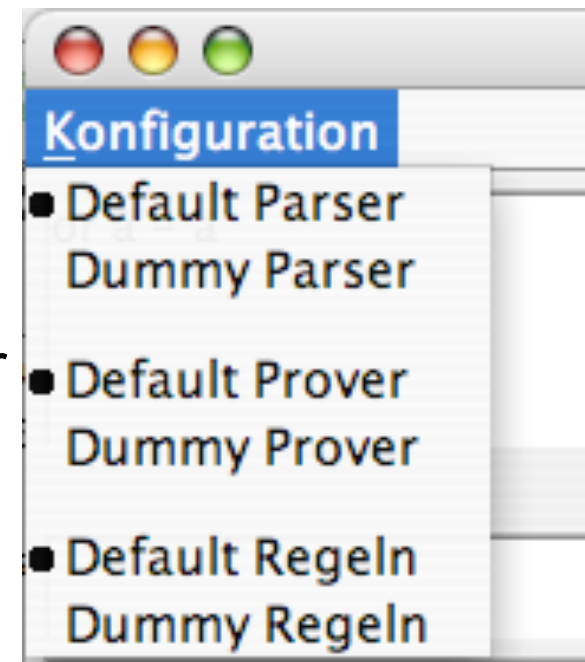 Konfiguration
Default Parser
Dummy Parser
Default Prover
Dummy Prover
Default Regeln
Dummy Regeln